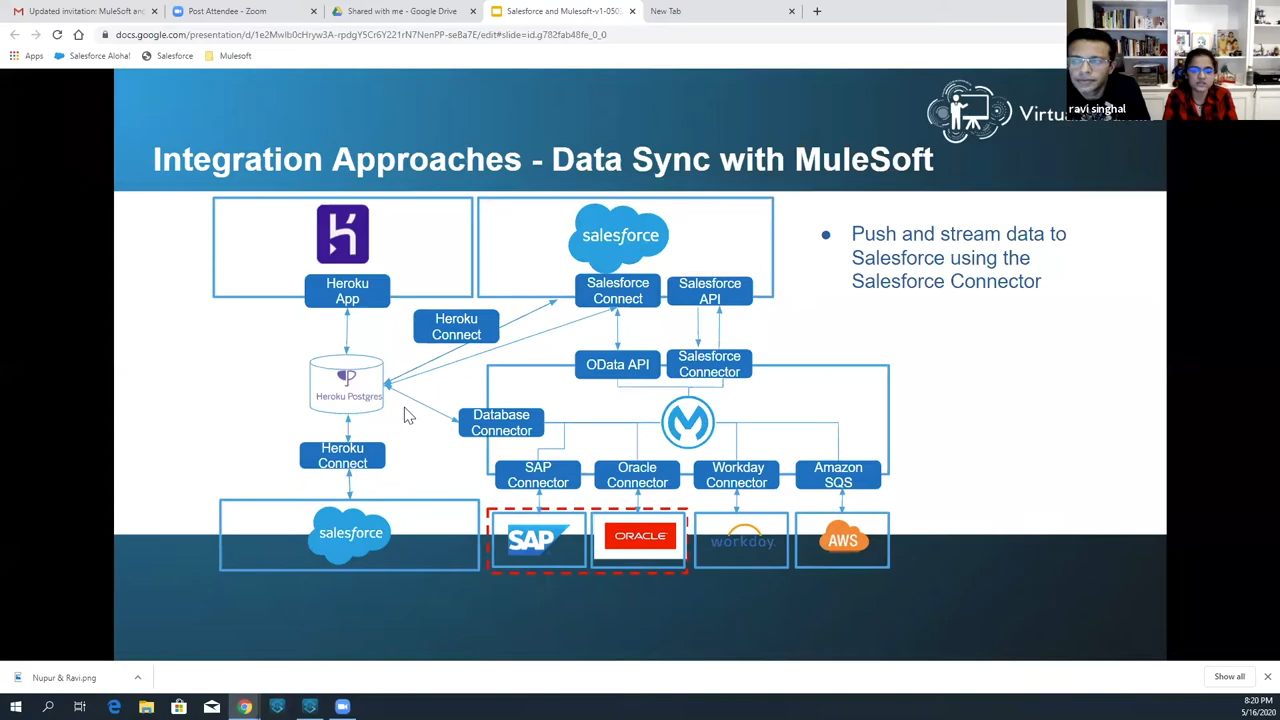 Updated invitation: MuleSoft and
Post Attendee - Zoom
Shared with me - Google Drive
Salesforce and Mulesoft-v1-050
New Tab
Apps
Salesforce Aloha!
Salesforce
Mulesoft
ravi singhal
Integration Approaches - Data Sync with MuleSoft
salesforce
Heroku
App
Salesforce
Connect
Salesforce
API
Push and stream data to
Salesforce using the
Salesforce Connector
Heroku
Connect
OData API
Salesforce
Connector
Heroku Postgres
Database
Connector
Heroku
Connect
SAP
Connector
Oracle
Connector
Workday
Connector
Amazon
SQS
salesforce
SAP
ORACLE
workday.
AWS
Nupur & Ravi.png
Show all
8:20 PM
5/16/2020